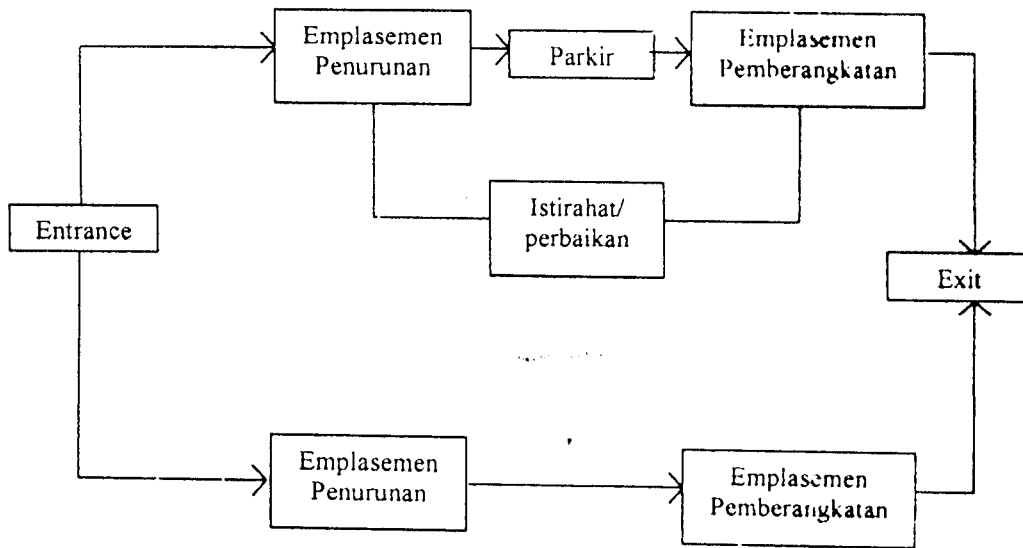 Emplasemen
Penurunan
Parkir
Emplasemen
Pemberangkatan
Istirahat/
perbaikan
Entrance
Exit
Emplasemen
Penurunan
Emplasemen
Pemberangkatan